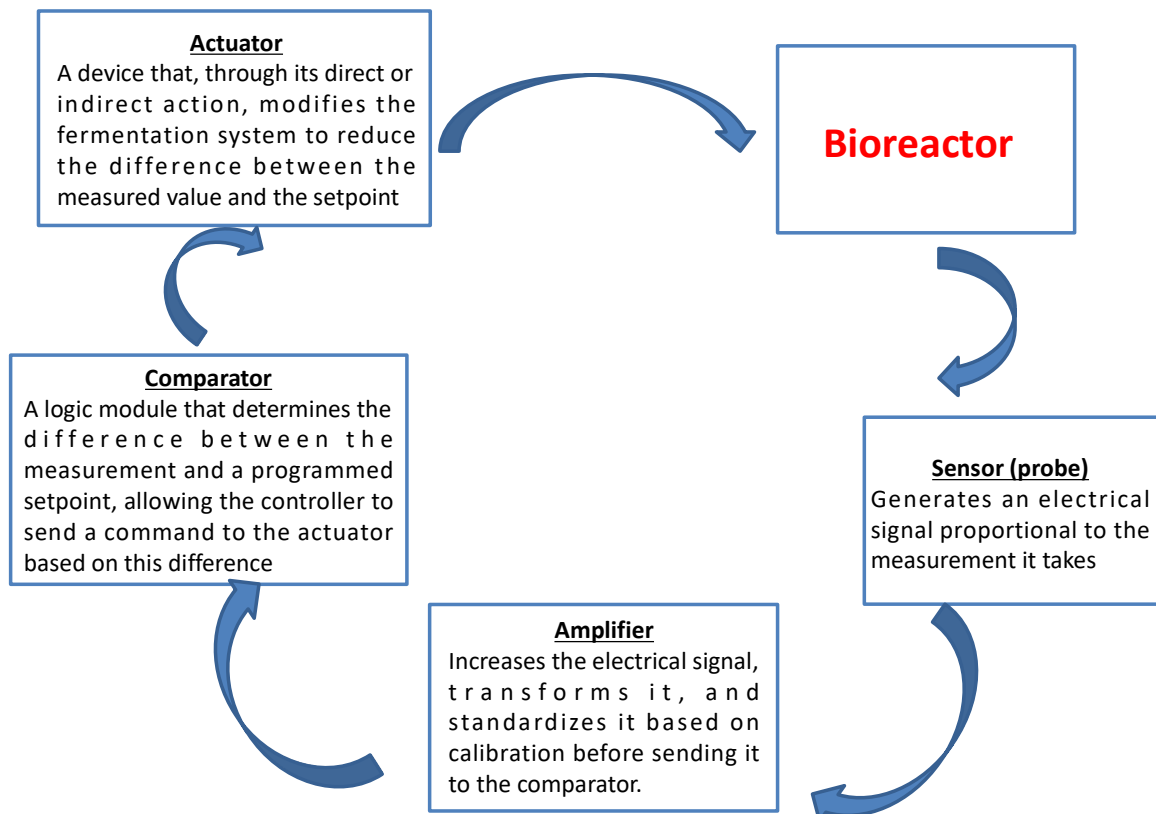 Actuator
A device that, through its direct or
indirect action, modifies the
fermentation system to reduce
the difference between the
measured value and the setpoint
Bioreactor
Comparator
A logic module that determines the
difference between the
measurement and a programmed
setpoint, allowing the controller to
send a command to the actuator
based on this difference
Sensor (probe)
Generates an electrical
signal proportional to the
measurement it takes
Amplifier
Increases the electrical signal,
transforms it, and
standardizes it based on
calibration before sending it
to the comparator.